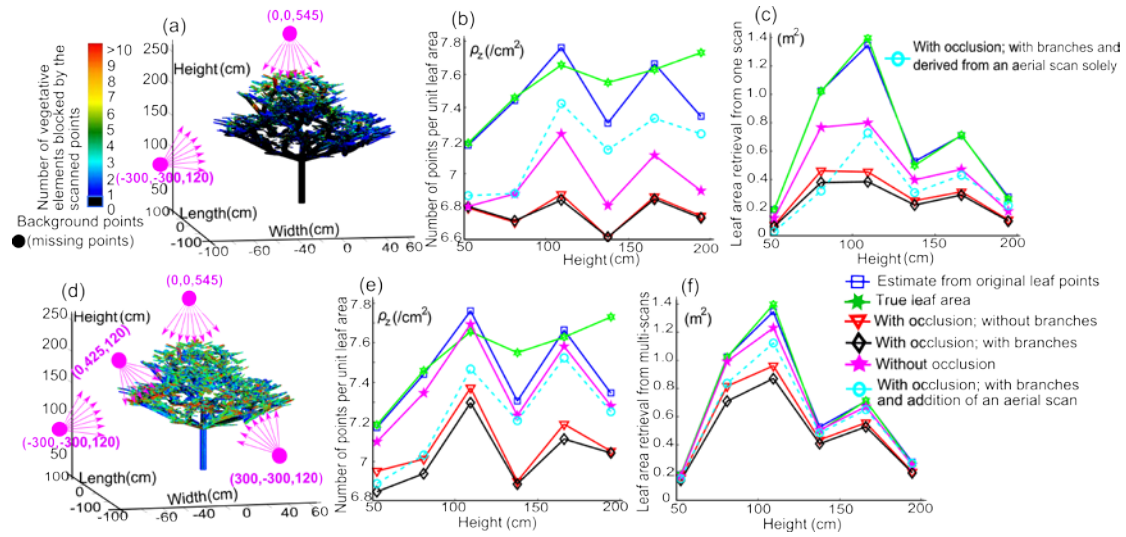 (a)
(0,0,545)
Number of vegetative
elements blocked by the
scanned points
>10
9
8
7
6
5
4
3
2
1
0
Background points
(missing points)
250
200
150
100
50
100
0
-100
Height(cm)
(-300,-300,120)
Length(cm)
Width(cm)
-40
-20
0
20
40
60
(b)
ρz(/cm²)
Number of points per unit leaf area
7.8
7.6
7.4
7.2
7
6.8
6.6
50
100
150
200
Height (cm)
(c)
(m²)
Leaf area retrieval from one scan
1.4
1.2
1
0.8
0.6
0.4
0.2
0
50
100
150
200
Height (cm)
With occlusion; with branches and
derived from an aerial scan solely
(d)
(0,0,545)
250
200
150
100
50
100
0
-100
Height(cm)
(0,425,120)
(-300,-300,120)
(300,-300,120)
Length(cm)
Width(cm)
-60
-40
-20
0
20
40
60
(e)
ρz(/cm²)
Number of points per unit leaf area
7.8
7.6
7.4
7.2
7
6.8
50
100
150
200
Height (cm)
(f)
(m²)
Leaf area retrieval from multi-scans
1.4
1.2
1
0.8
0.6
0.4
0.2
0
50
100
150
200
Height (cm)
Estimate from original leaf points
True leaf area
With occlusion; without branches
With occlusion; with branches
Without occlusion
With occlusion; with branches
and addition of an aerial scan